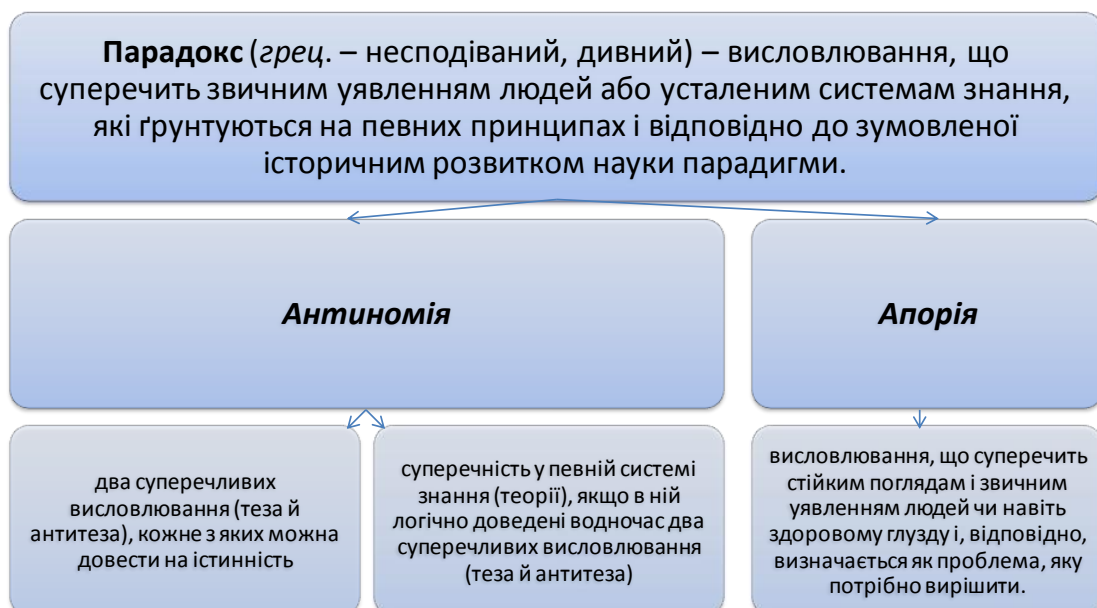 Парадокс (грец. – несподіваний, дивний) – висловлювання, що
суперечить звичним уявленням людей або усталеним системам знання,
які ґрунтуються на певних принципах і відповідно до зумовленої
історичним розвитком науки парадигми.
Антиномія
Апорія
два суперечливих
висловлювання (теза й
антитеза), кожне з яких можна
довести на істинність
суперечність у певній системі
знання (теорії), якщо в ній
логічно доведені водночас два
суперечливих висловлювання
(теза й антитеза)
висловлювання, що суперечить
стійким поглядам і звичним
уявленням людей чи навіть
здоровому глузду і, відповідно,
визначається як проблема, яку
потрібно вирішити.